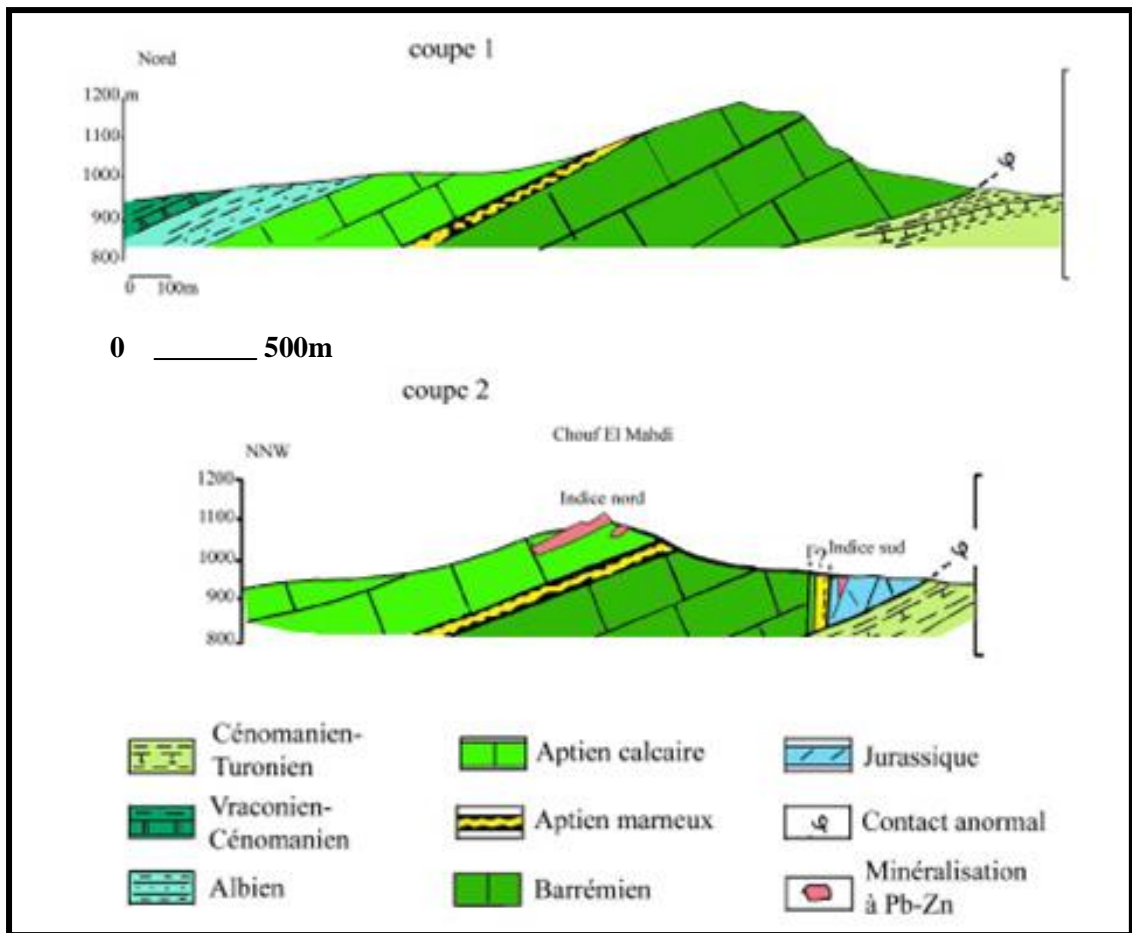 coupe 1
Nord
1200 m
1100
1000
900
800
0 100m
0 500m
coupe 2
Chouf El Mahdi
NNW
1200
1100
1000
900
800
Indice nord
? Indice sud
Cénomanien-
Turonien
Vraconien-
Cénomanien
Albien
Aptien calcaire
Aptien marneux
Barrémien
Jurassique
Contact anormal
Minéralisation
à Pb-Zn